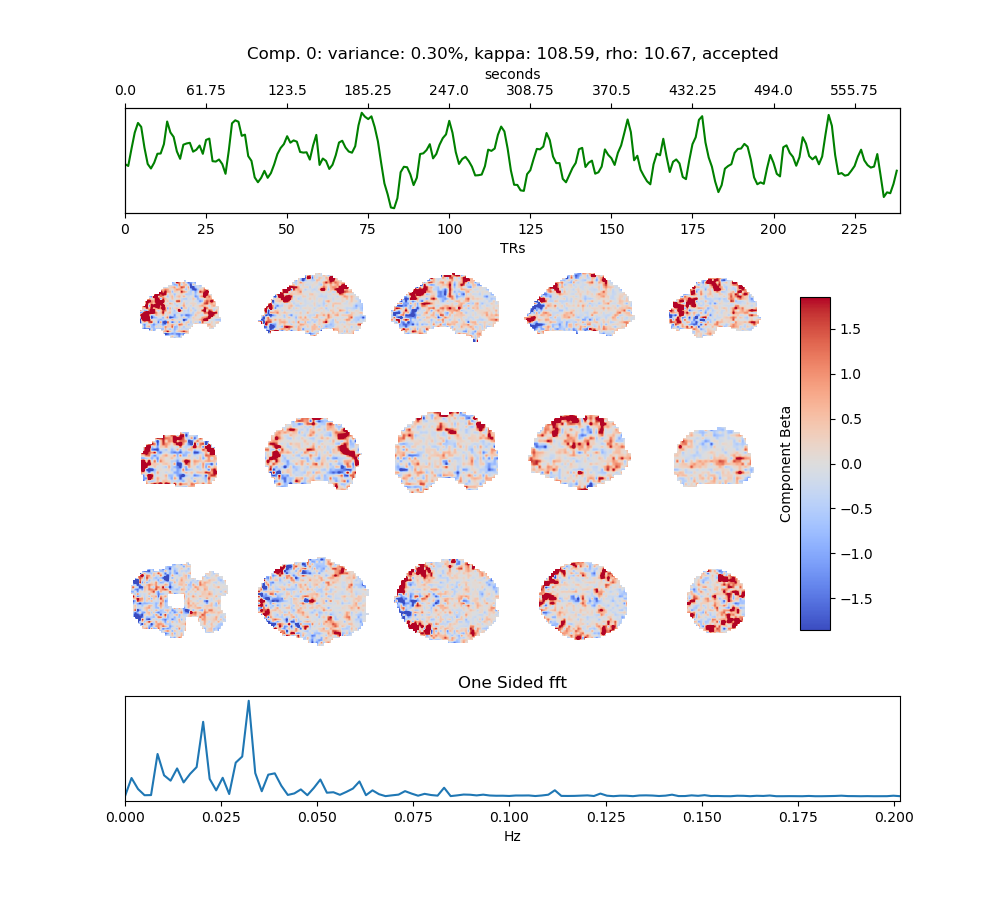 Comp. 0: variance: 0.30%, kappa: 108.59, rho: 10.67, accepted
seconds
0.0 61.75 123.5 185.25 247.0 308.75 370.5 432.25 494.0 555.75
0 25 50 75 100 125 150 175 200 225
TRs
1.5
1.0
0.5
0.0
−0.5
−1.0
−1.5
Component Beta
One Sided fft
0.000 0.025 0.050 0.075 0.100 0.125 0.150 0.175 0.200
Hz